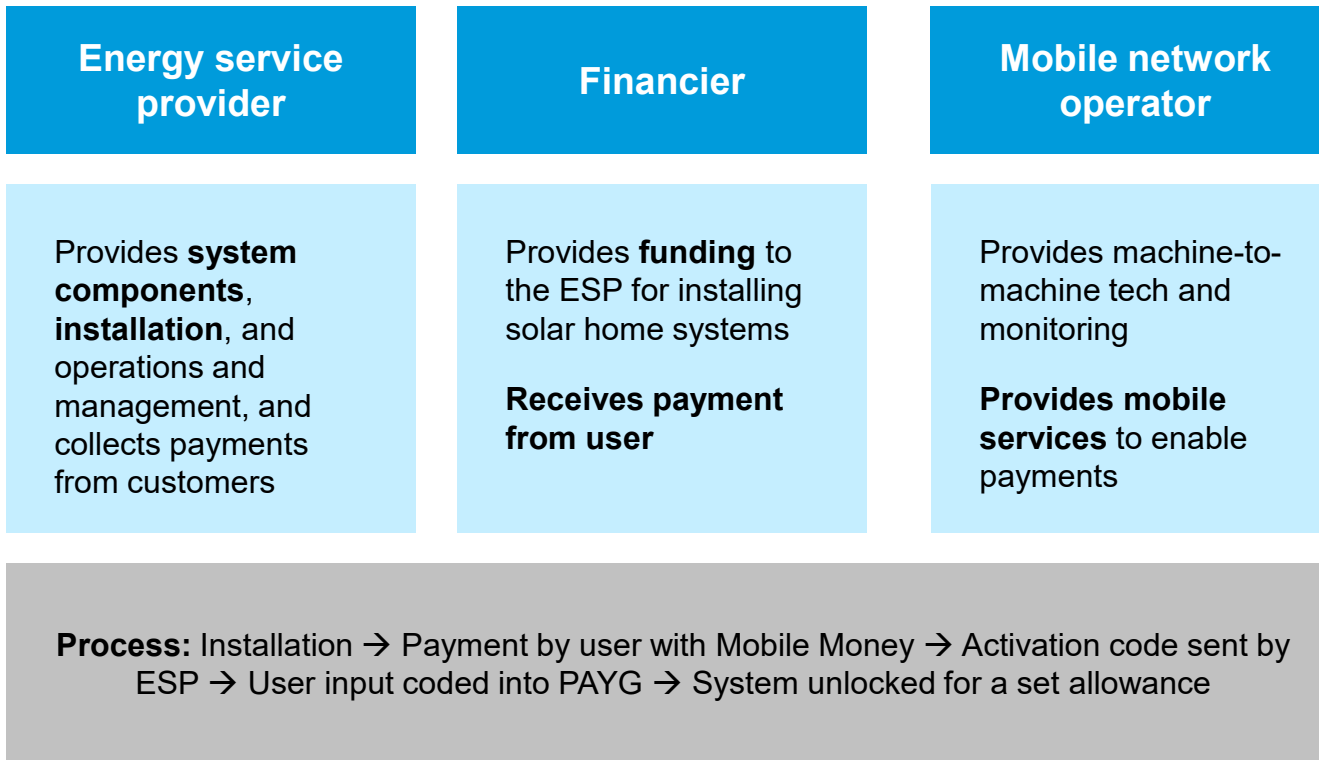 Energy service
provider
Provides system
components,
installation, and
operations and
management, and
collects payments
from customers
Financier
Provides funding to
the ESP for installing
solar home systems
Receives payment
from user
Mobile network
operator
Provides machine-to-
machine tech and
monitoring
Provides mobile
services to enable
payments
Process: Installation → Payment by user with Mobile Money → Activation code sent by
ESP → User input coded into PAYG → System unlocked for a set allowance